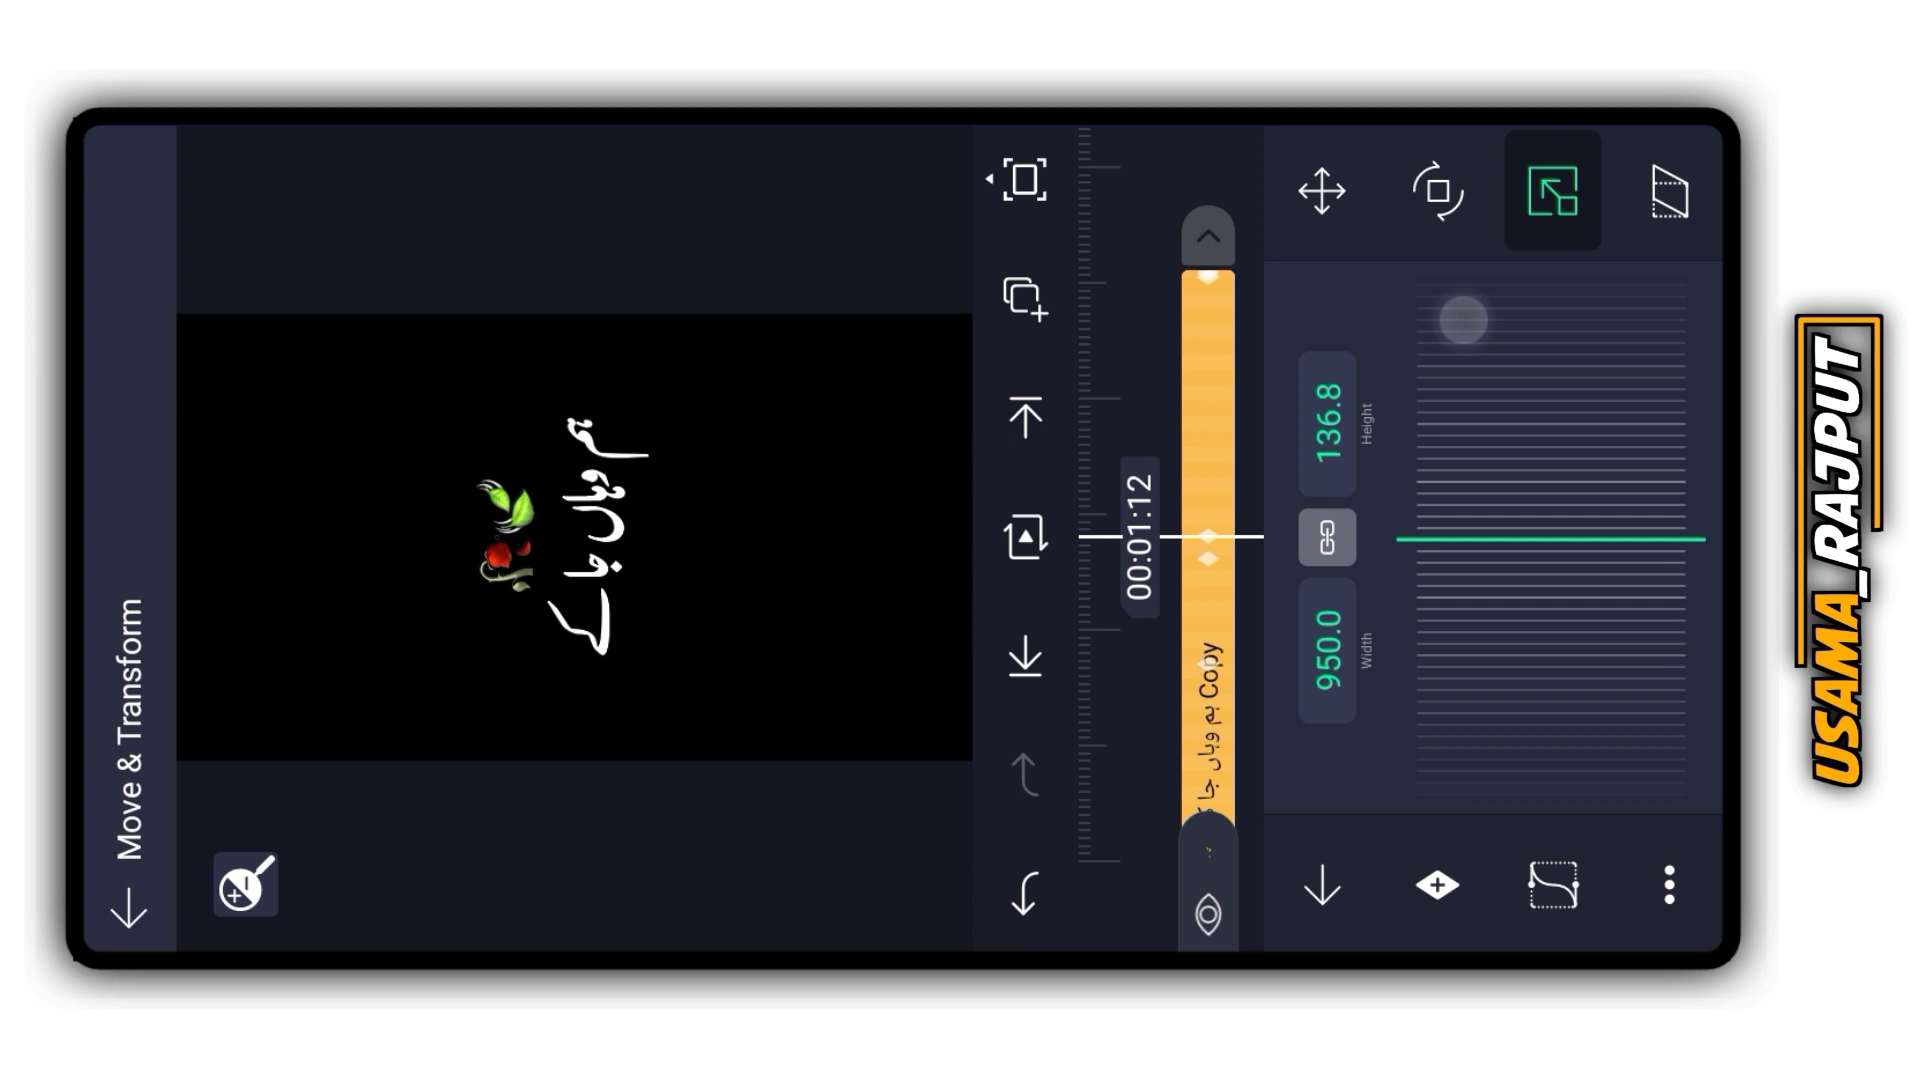 Move & Transform
ہم وہاں جا کے
00:01:12
ہم وہاں جا ک Copy
950.0
136.8
Width
Height
USAMA_RAJPUT